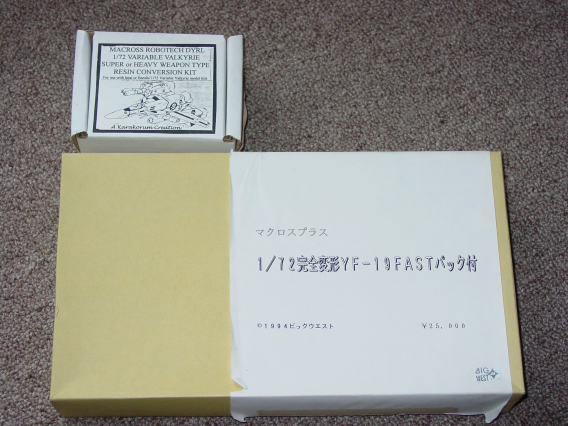 MACROSS ROBOTECH DYRL
1/72 VARIABLE VALKYRIE
SUPER or HEAVY WEAPON TYPE
RESIN CONVERSION KIT
A Karakorum Creation
マクロスプラス
1/72完全変形YF-19FASTパック付
©1994ビックウエスト
¥25,000
BIG
WEST